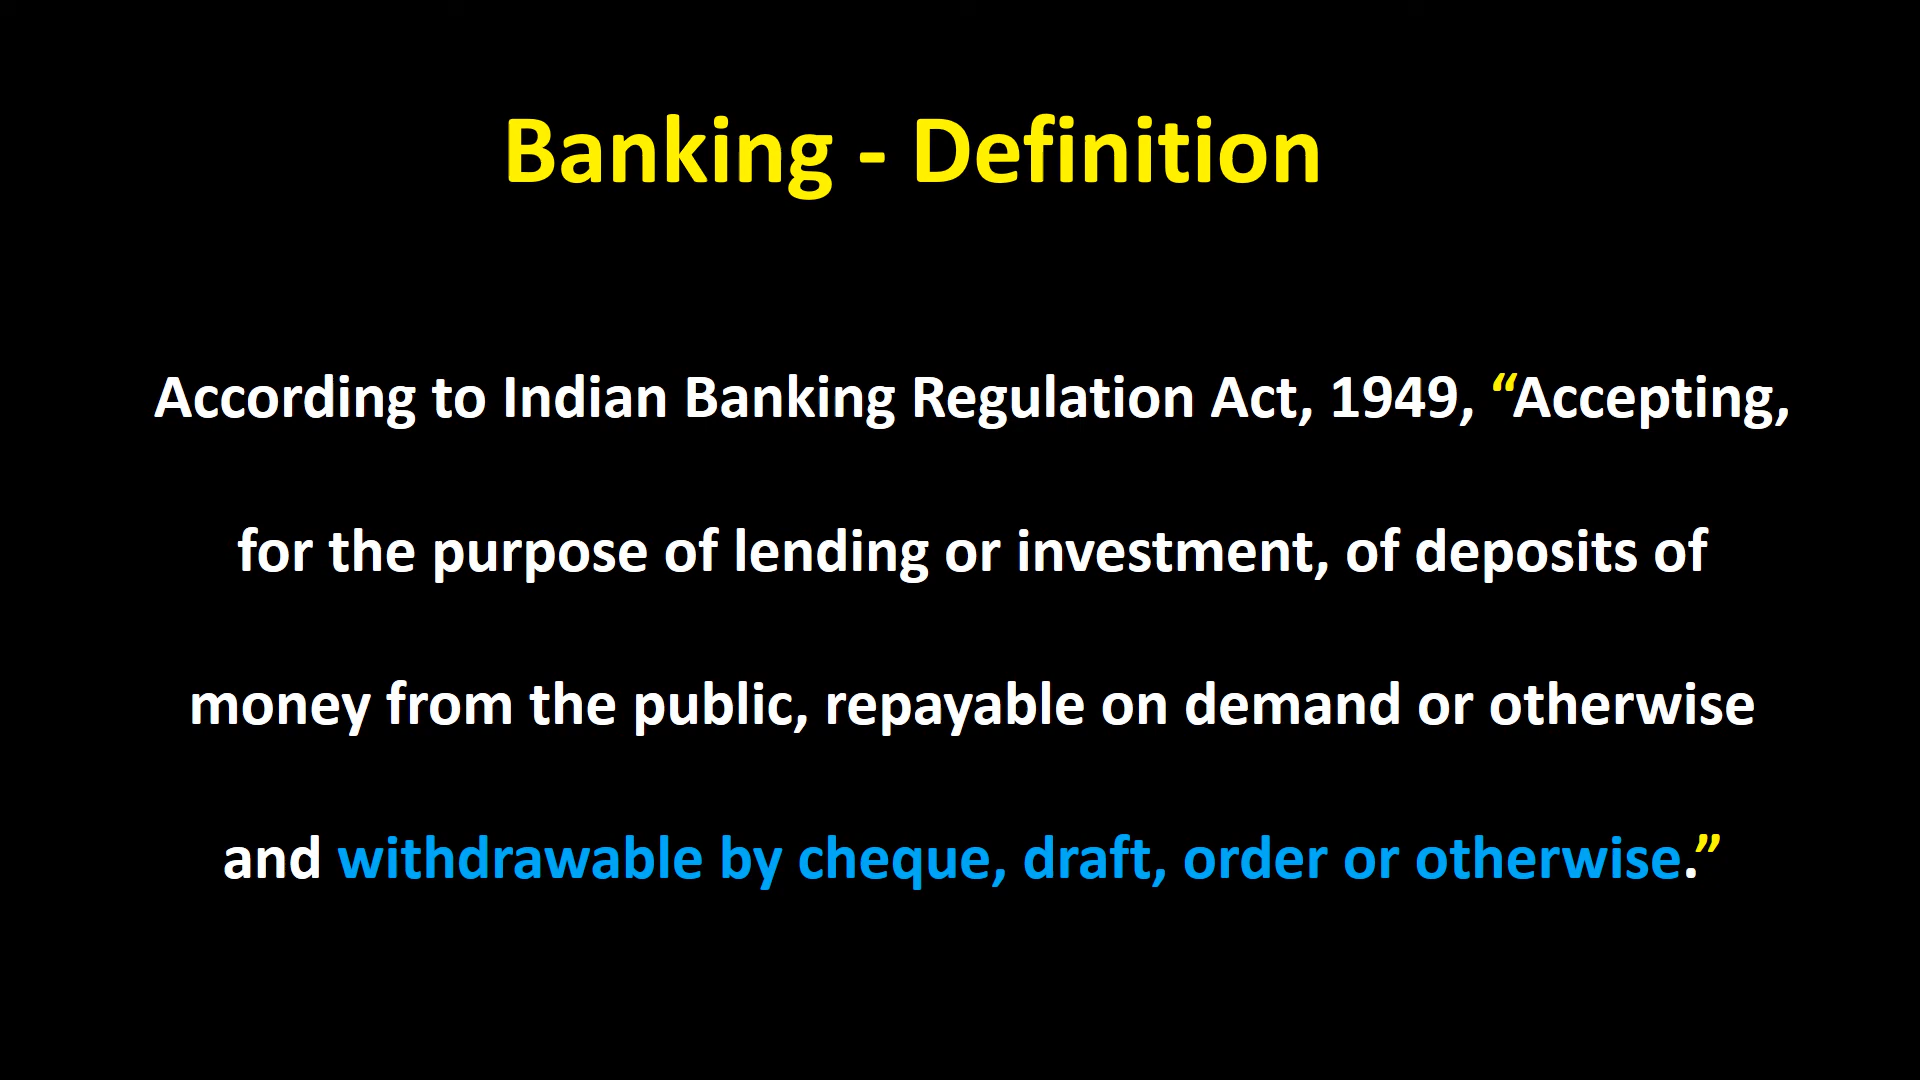 Banking - Definition
According to Indian Banking Regulation Act, 1949, “Accepting,
for the purpose of lending or investment, of deposits of
money from the public, repayable on demand or otherwise
and withdrawable by cheque, draft, order or otherwise.”